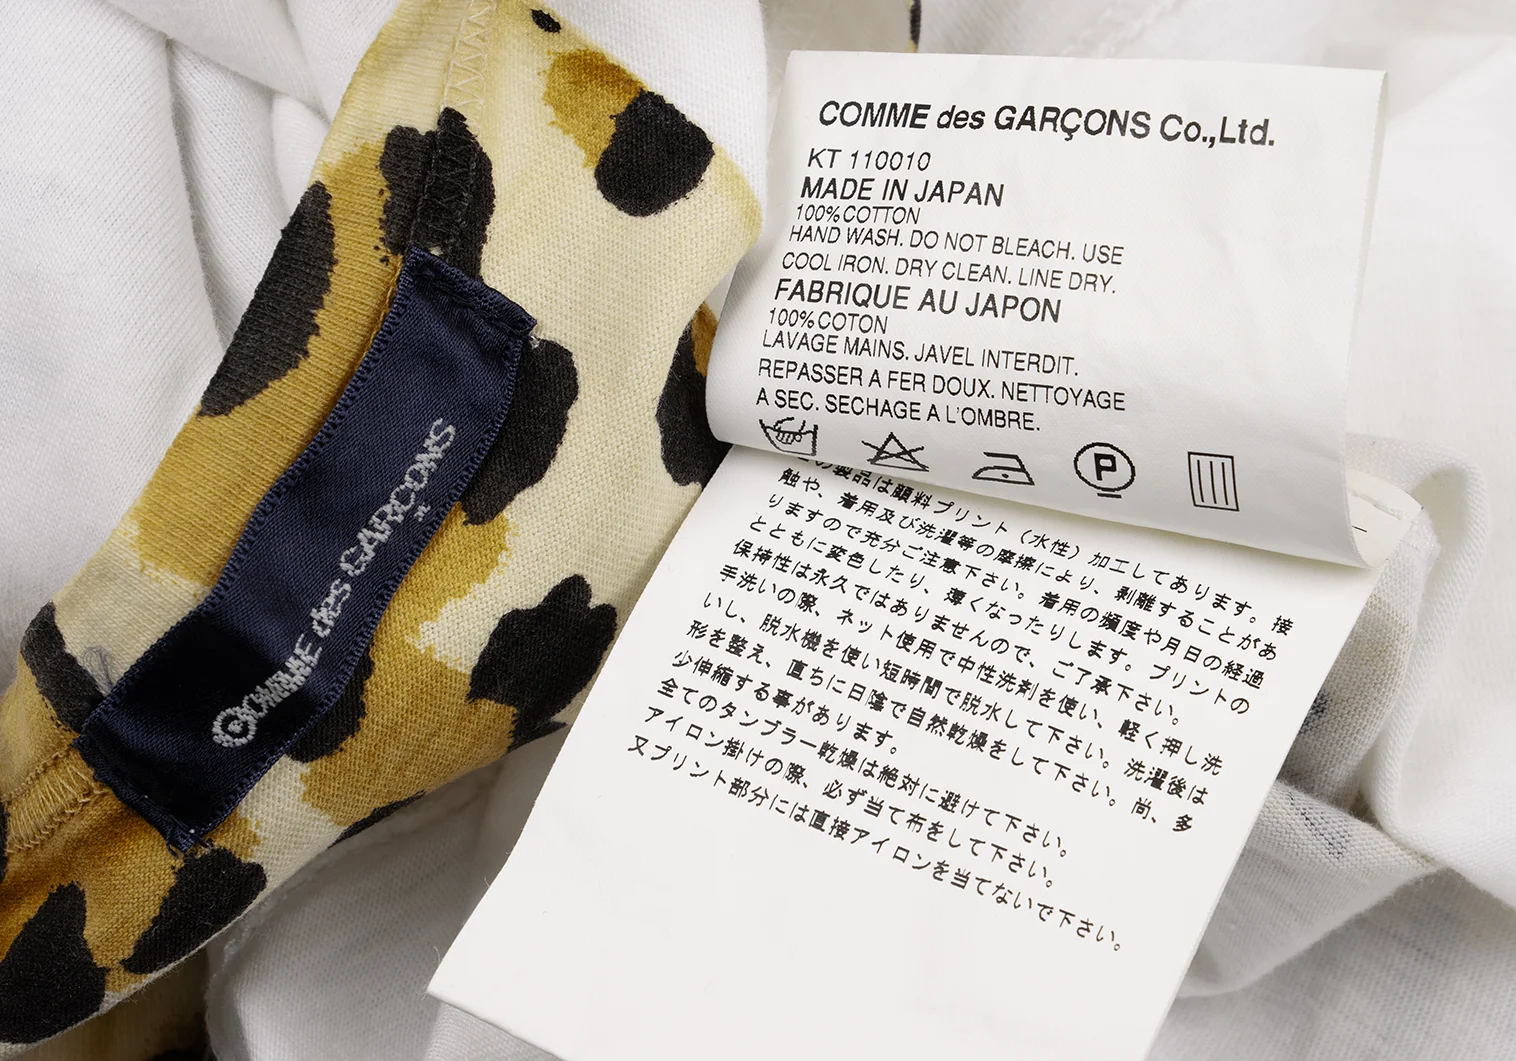 COMME des GARÇONS
COMME des GARÇONS Co.,Ltd.
KT 110010
MADE IN JAPAN
100%COTTON
HAND WASH. DO NOT BLEACH. USE
COOL IRON. DRY CLEAN. LINE DRY.
FABRIQUE AU JAPON
100%COTON
LAVAGE MAINS. JAVEL INTERDIT.
REPASSER A FER DOUX. NETTOYAGE
A SEC. SECHAGE A L'OMBRE.
P
の製品は顔料プリント（水性）加工してあります。接
触や、着用及び洗濯等の摩擦により、剥離することがあ
りますので充分ご注意下さい。着用の頻度や月日の経過
とともに変色したり、薄くなったりします。プリントの
保持性は永久ではありませんので、ご了承下さい。
手洗いの際、ネット使用で中性洗剤を使い、軽く押し洗
いし、脱水機を使い短時間で脱水して下さい。洗濯後は
形を整え、直ちに日陰で自然乾燥をして下さい。尚、多
少伸縮する事があります。
全てのタンブラー乾燥は絶対に避けて下さい。
アイロン掛けの際、必ず当て布をして下さい。
又プリント部分には直接アイロンを当てないで下さい。